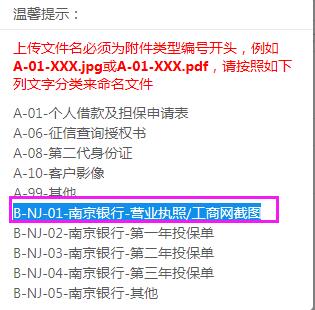 温馨提示：
上传文件名必须为附件类型编号开头，例如
A-01-XXX.jpg或A-01-XXX.pdf，请按照如下
列文字分类来命名文件
A-01-个人借款及担保申请表
A-06-征信查询授权书
A-08-第二代身份证
A-10-客户影像
A-99-其他
B-NJ-01-南京银行-营业执照/工商网截图
B-NJ-02-南京银行-第一年投保单
B-NJ-03-南京银行-第二年投保单
B-NJ-04-南京银行-第三年投保单
B-NJ-05-南京银行-其他